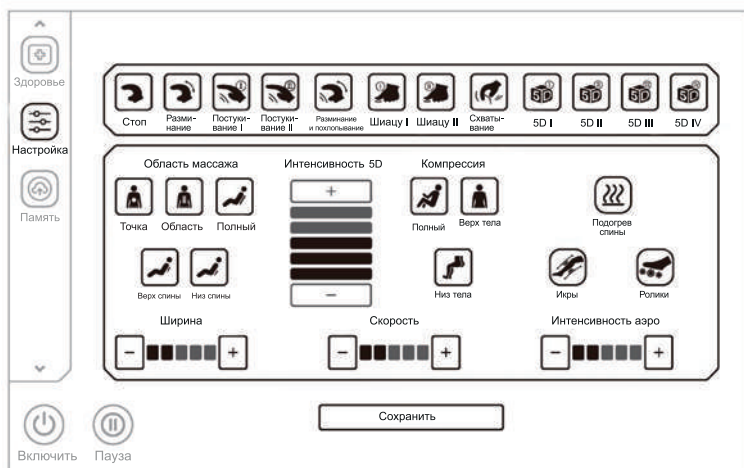 Здоровье
Настройка
Память
Стоп
Разми-
нание
Постуки-
вание I
Постуки-
вание II
Разминание
и похлопывание
Шиацу I
Шиацу II
Схваты-
вание
5D I
5D II
5D III
5D IV
Область массажа
Интенсивность 5D
Компрессия
+
Точка
Область
Полный
Полный
Верх тела
Подогрев
спины
Верх спины
Низ спины
−
Низ тела
Икры
Ролики
Ширина
Скорость
Интенсивность аэро
− +
− +
− +
Сохранить
Включить
Пауза